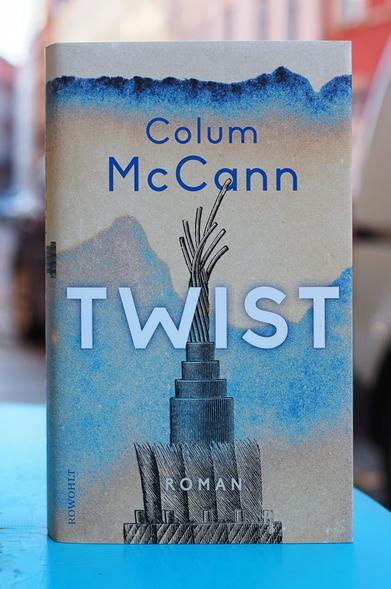 Colum
McCann
TWIST
ROMAN
ROWOHLT